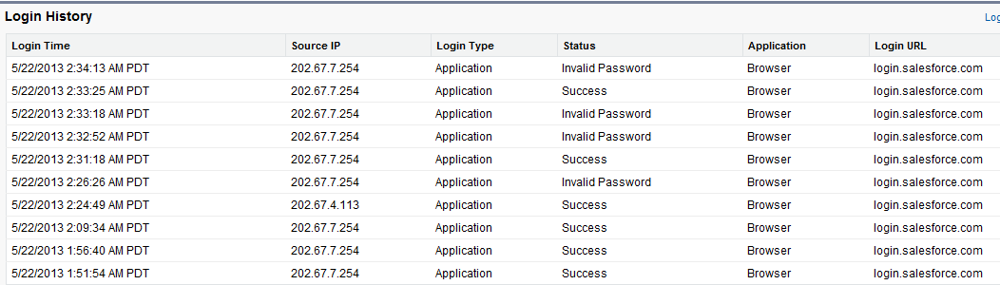 Login History
Log
Login Time Source IP Login Type Status Application Login URL
5/22/2013 2:34:13 AM PDT 202.67.7.254 Application Invalid Password Browser login.salesforce.com
5/22/2013 2:33:25 AM PDT 202.67.7.254 Application Success Browser login.salesforce.com
5/22/2013 2:33:18 AM PDT 202.67.7.254 Application Invalid Password Browser login.salesforce.com
5/22/2013 2:32:52 AM PDT 202.67.7.254 Application Invalid Password Browser login.salesforce.com
5/22/2013 2:31:18 AM PDT 202.67.7.254 Application Success Browser login.salesforce.com
5/22/2013 2:26:26 AM PDT 202.67.7.254 Application Invalid Password Browser login.salesforce.com
5/22/2013 2:24:49 AM PDT 202.67.4.113 Application Success Browser login.salesforce.com
5/22/2013 2:09:34 AM PDT 202.67.7.254 Application Success Browser login.salesforce.com
5/22/2013 1:56:40 AM PDT 202.67.7.254 Application Success Browser login.salesforce.com
5/22/2013 1:51:54 AM PDT 202.67.7.254 Application Success Browser login.salesforce.com